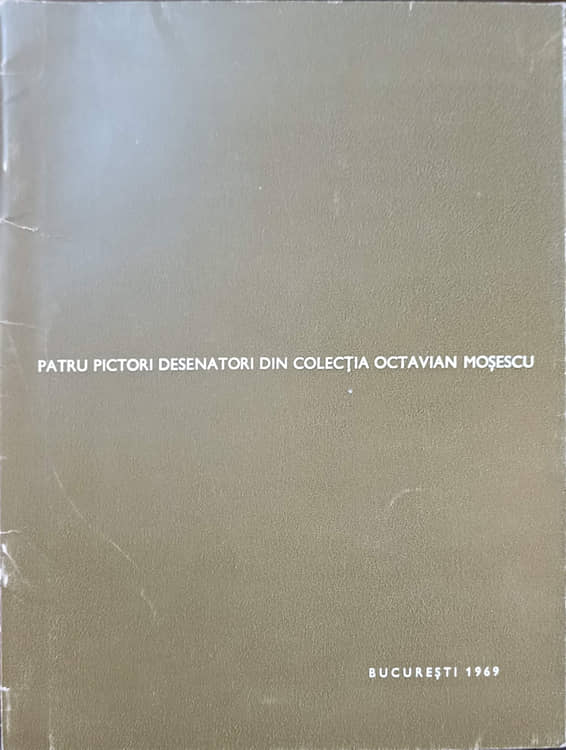 PATRU PICTORI DESENATORI DIN COLECȚIA OCTAVIAN MOȘESCU
BUCUREȘTI 1969